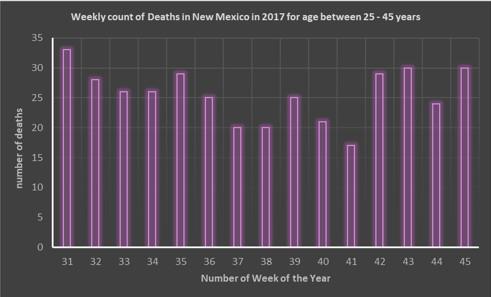 Weekly count of Deaths in New Mexico in 2017 for age between 25 - 45 years
35
30
25
20
15
10
5
0
number of deaths
31 32 33 34 35 36 37 38 39 40 41 42 43 44 45
Number of Week of the Year